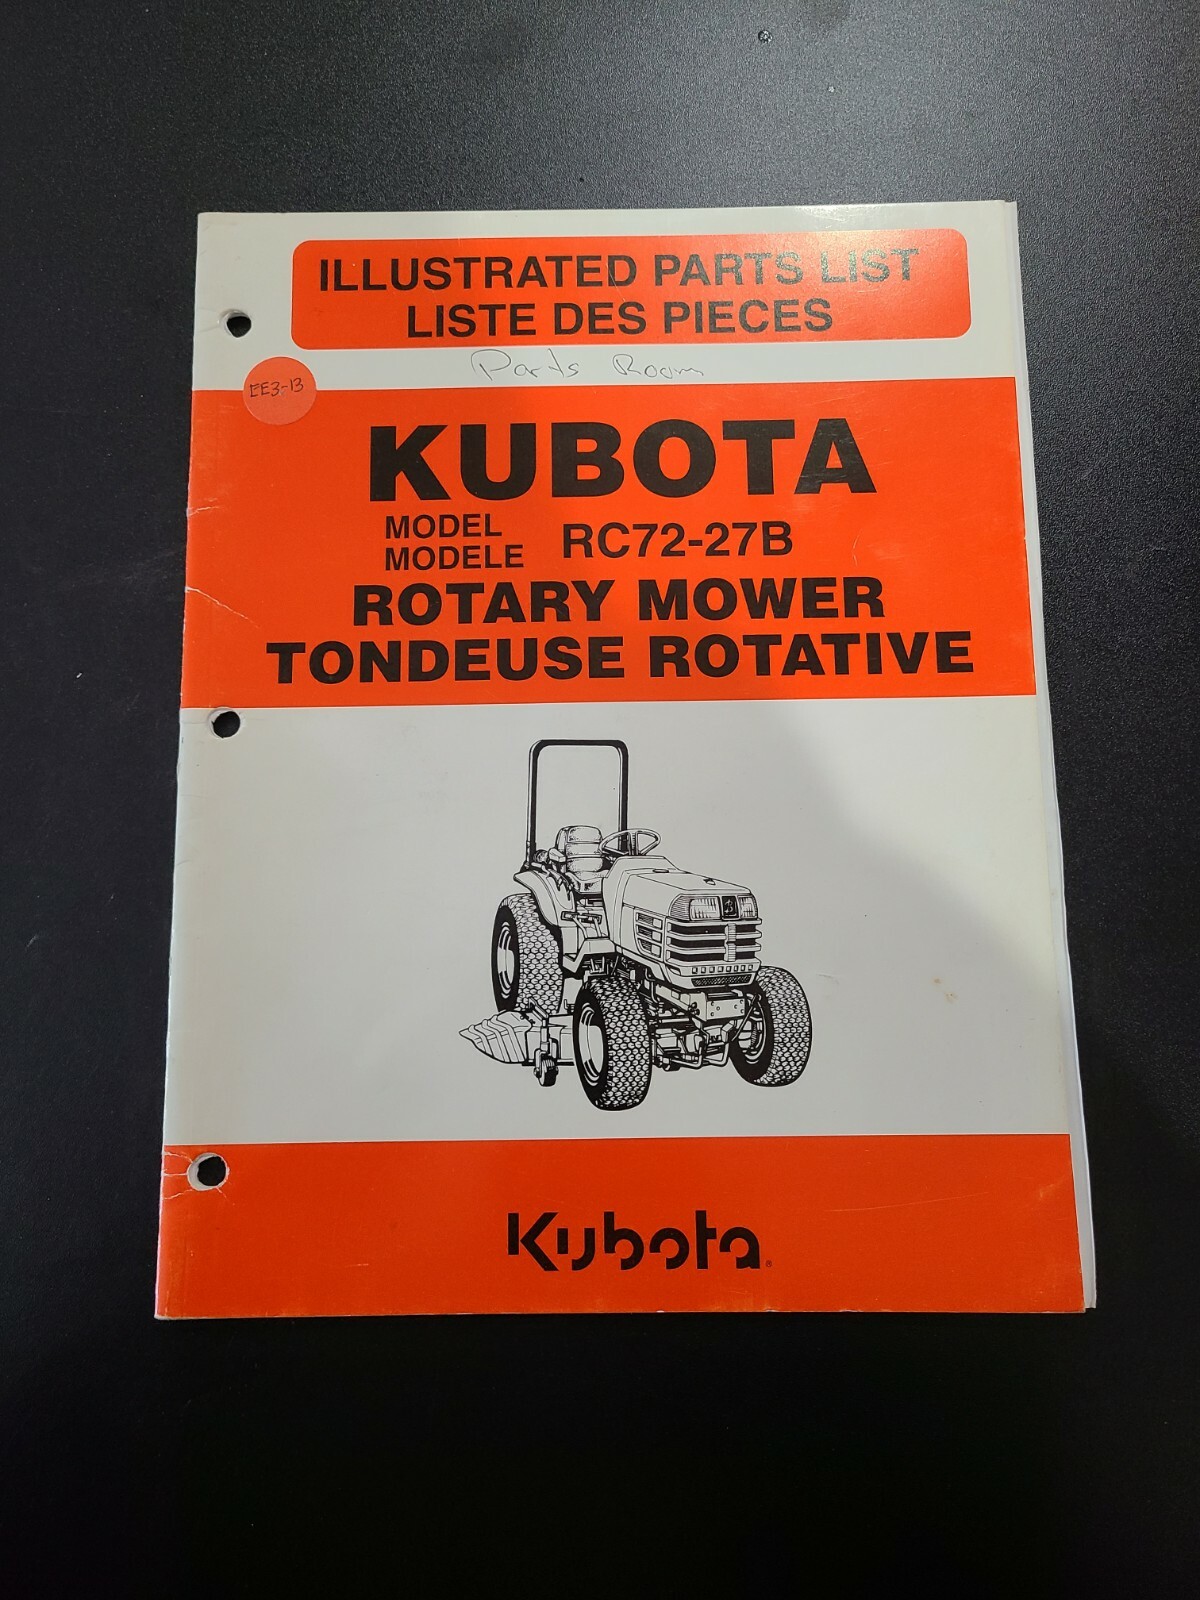 ILLUSTRATED PARTS LIST
LISTE DES PIECES
Parts Room
EE3-13
KUBOTA
MODEL
MODELE
RC72-27B
ROTARY MOWER
TONDEUSE ROTATIVE
B
Kubota®